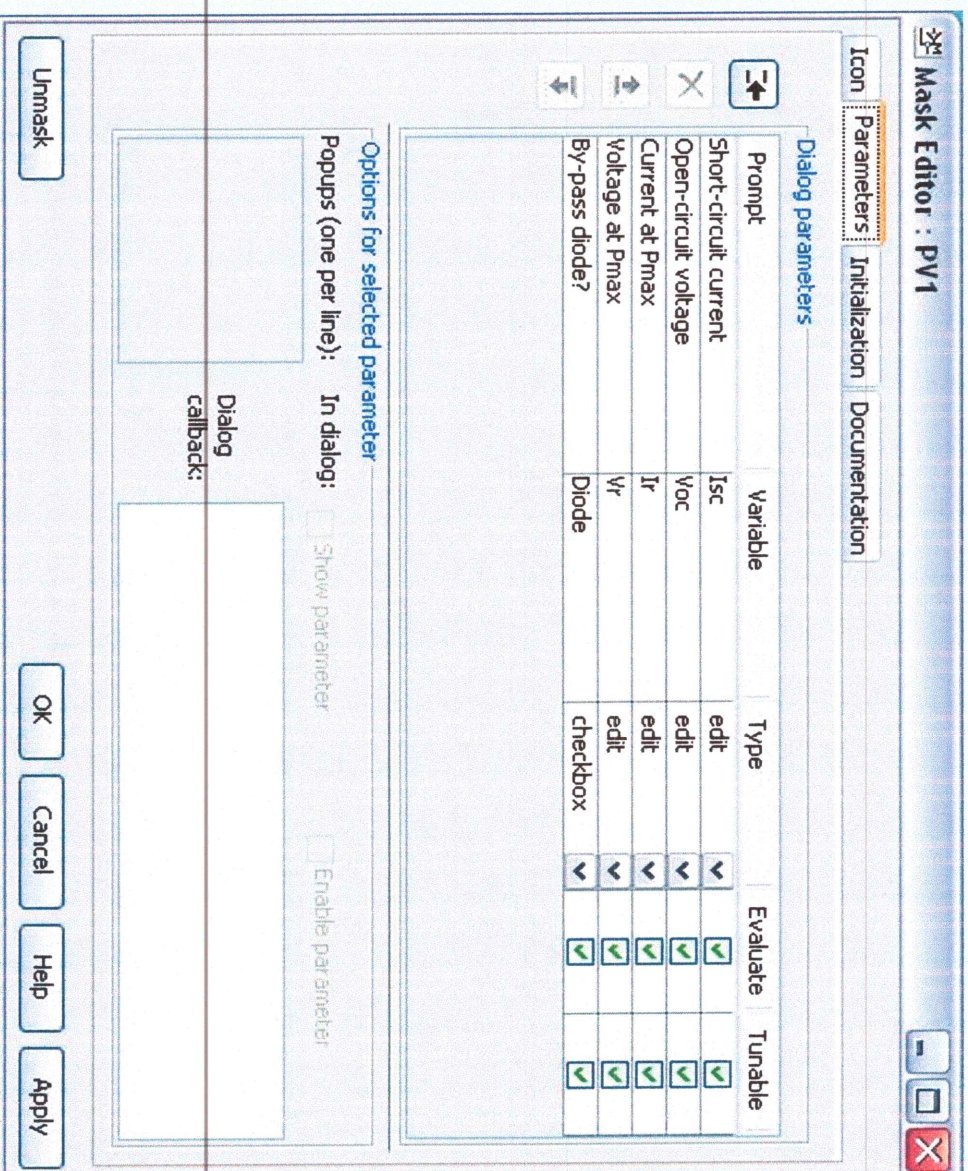 Mask Editor : PV1
Icon Parameters Initialization Documentation
Dialog parameters
Prompt Variable Type Evaluate Tunable
Short-circuit current Isc edit
Open-circuit voltage Voc edit
Current at Pmax Ir edit
Voltage at Pmax Vr edit
By-pass diode? Diode checkbox
Options for selected parameter
Popups (one per line): In dialog: Show parameter Enable parameter
Dialog
callback:
Unmask OK Cancel Help Apply